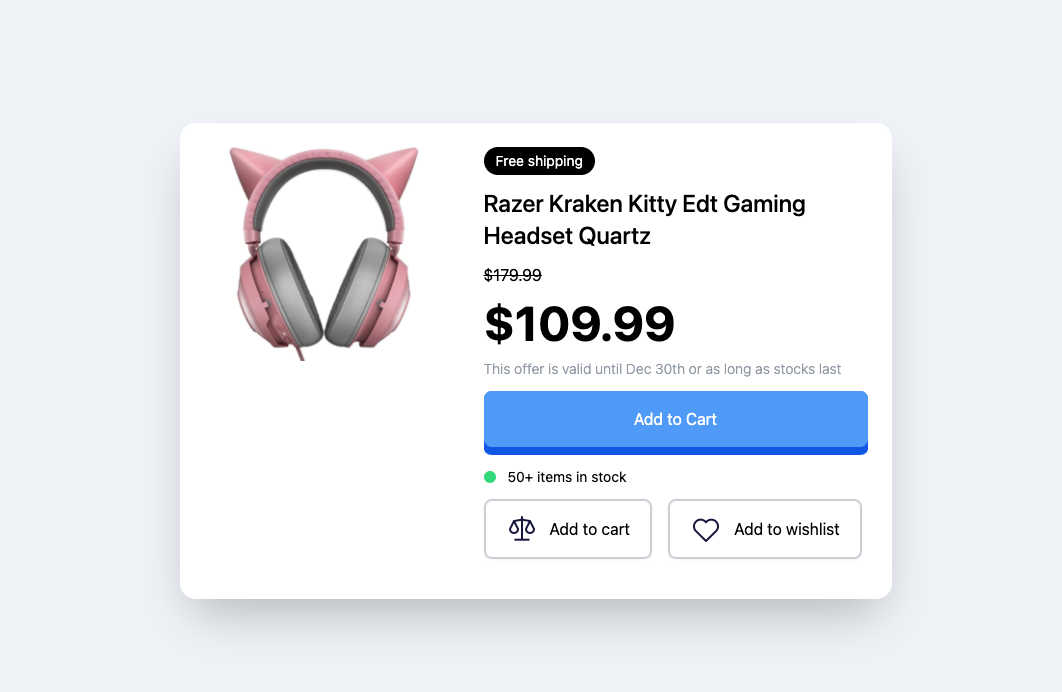 Free shipping
Razer Kraken Kitty Edt Gaming
Headset Quartz
$179.99
$109.99
This offer is valid until Dec 30th or as long as stocks last
Add to Cart
50+ items in stock
Add to cart
Add to wishlist